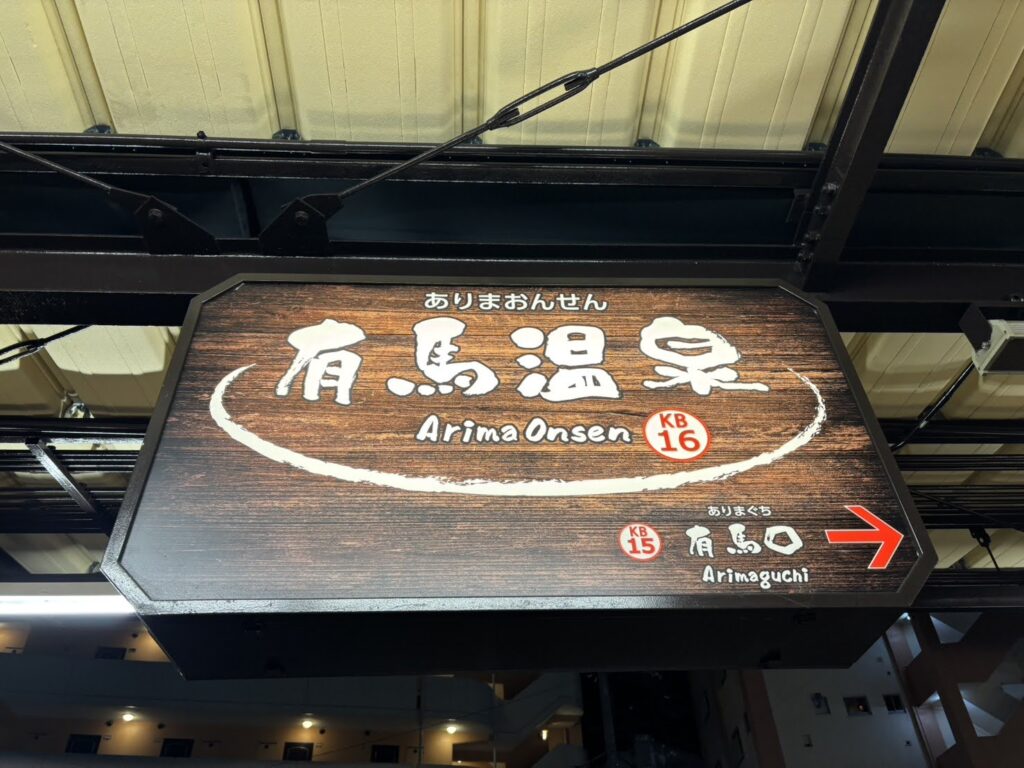 ありまおんせん
有馬温泉
Arima Onsen
KB
16
ありまぐち
KB
15
有馬口
Arimaguchi